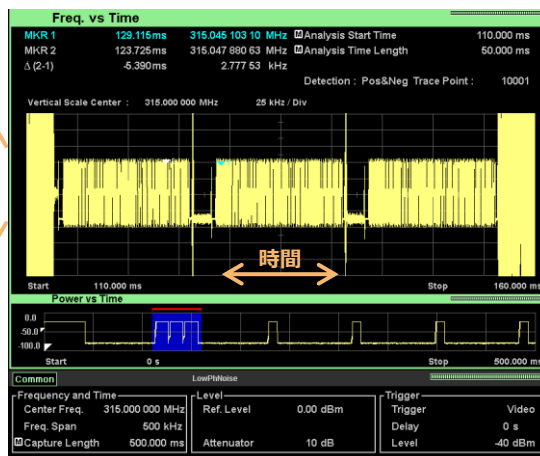 Freq. vs Time
MKR 1 129.115ms 315.045 103 10 MHz M Analysis Start Time 110.000 ms
MKR 2 123.725ms 315.047 880 63 MHz M Analysis Time Length 50.000 ms
Δ (2-1) -5.390ms 2.777 53 kHz
Detection : Pos&Neg Trace Point : 10001
Vertical Scale Center : 315.000 000 MHz 25 kHz / Div
時間
Start 110.000 ms Stop 160.000 ms
Power vs Time
0.0
-50.0
-100.0
Start 0 s Stop 500.000 ms
Common LowPhNoise
Frequency and Time Level Trigger
Center Freq. 315.000 000 MHz Ref. Level 0.00 dBm Trigger Video
Freq. Span 500 kHz Delay 0 s
M Capture Length 500.000 ms Attenuator 10 dB Level -40 dBm